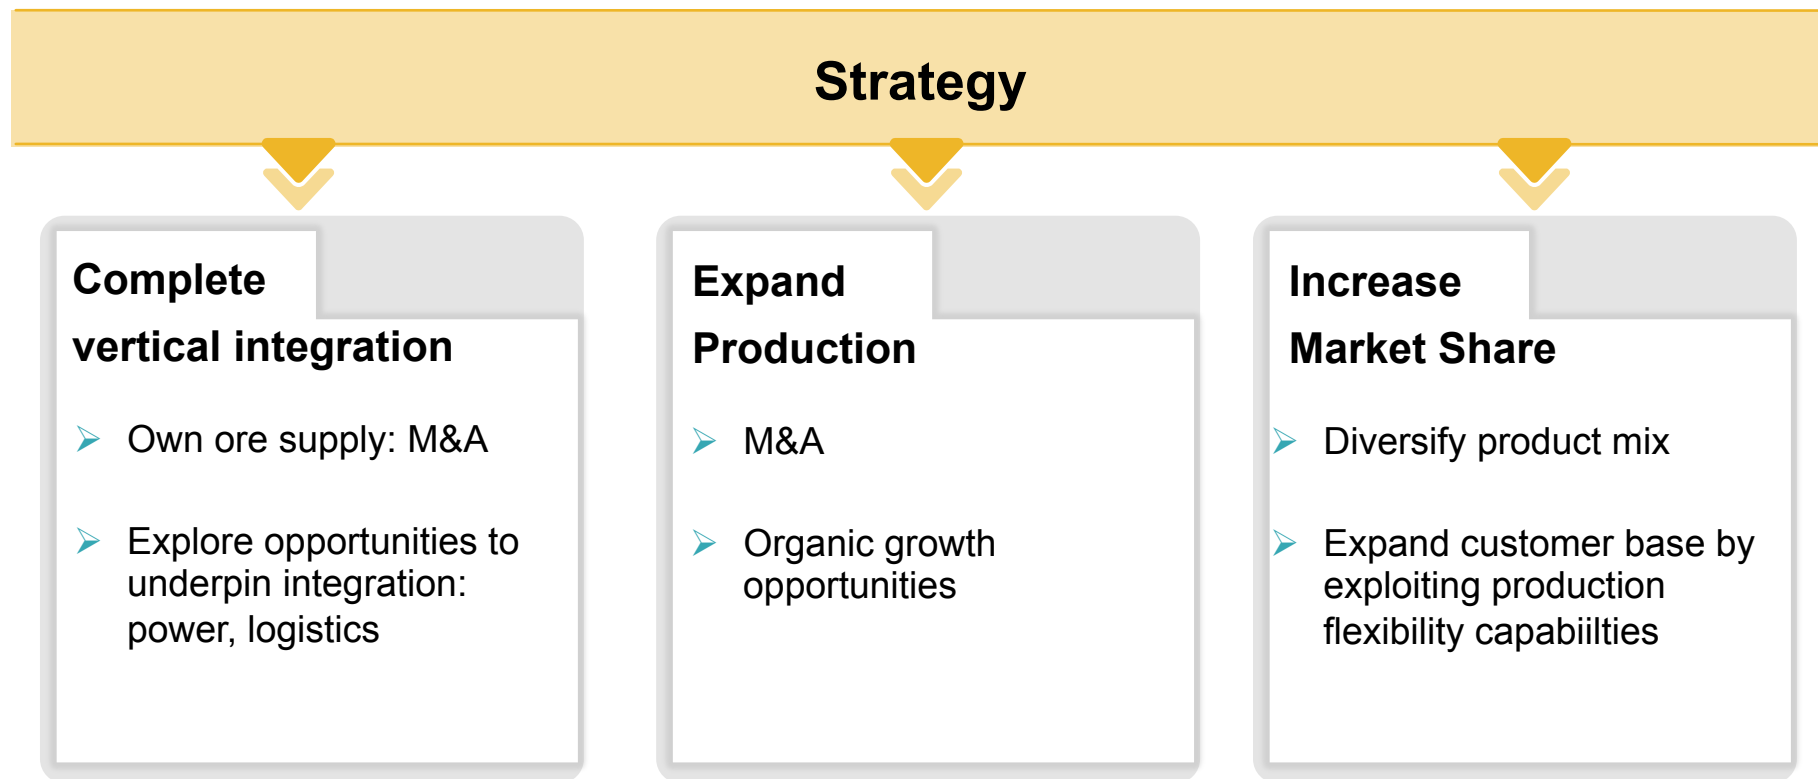 Strategy
Complete
vertical integration
➢ Own ore supply: M&A
➢ Explore opportunities to
underpin integration:
power, logistics
Expand
Production
➢ M&A
➢ Organic growth
opportunities
Increase
Market Share
➢ Diversify product mix
➢ Expand customer base by
exploiting production
flexibility capabiilties